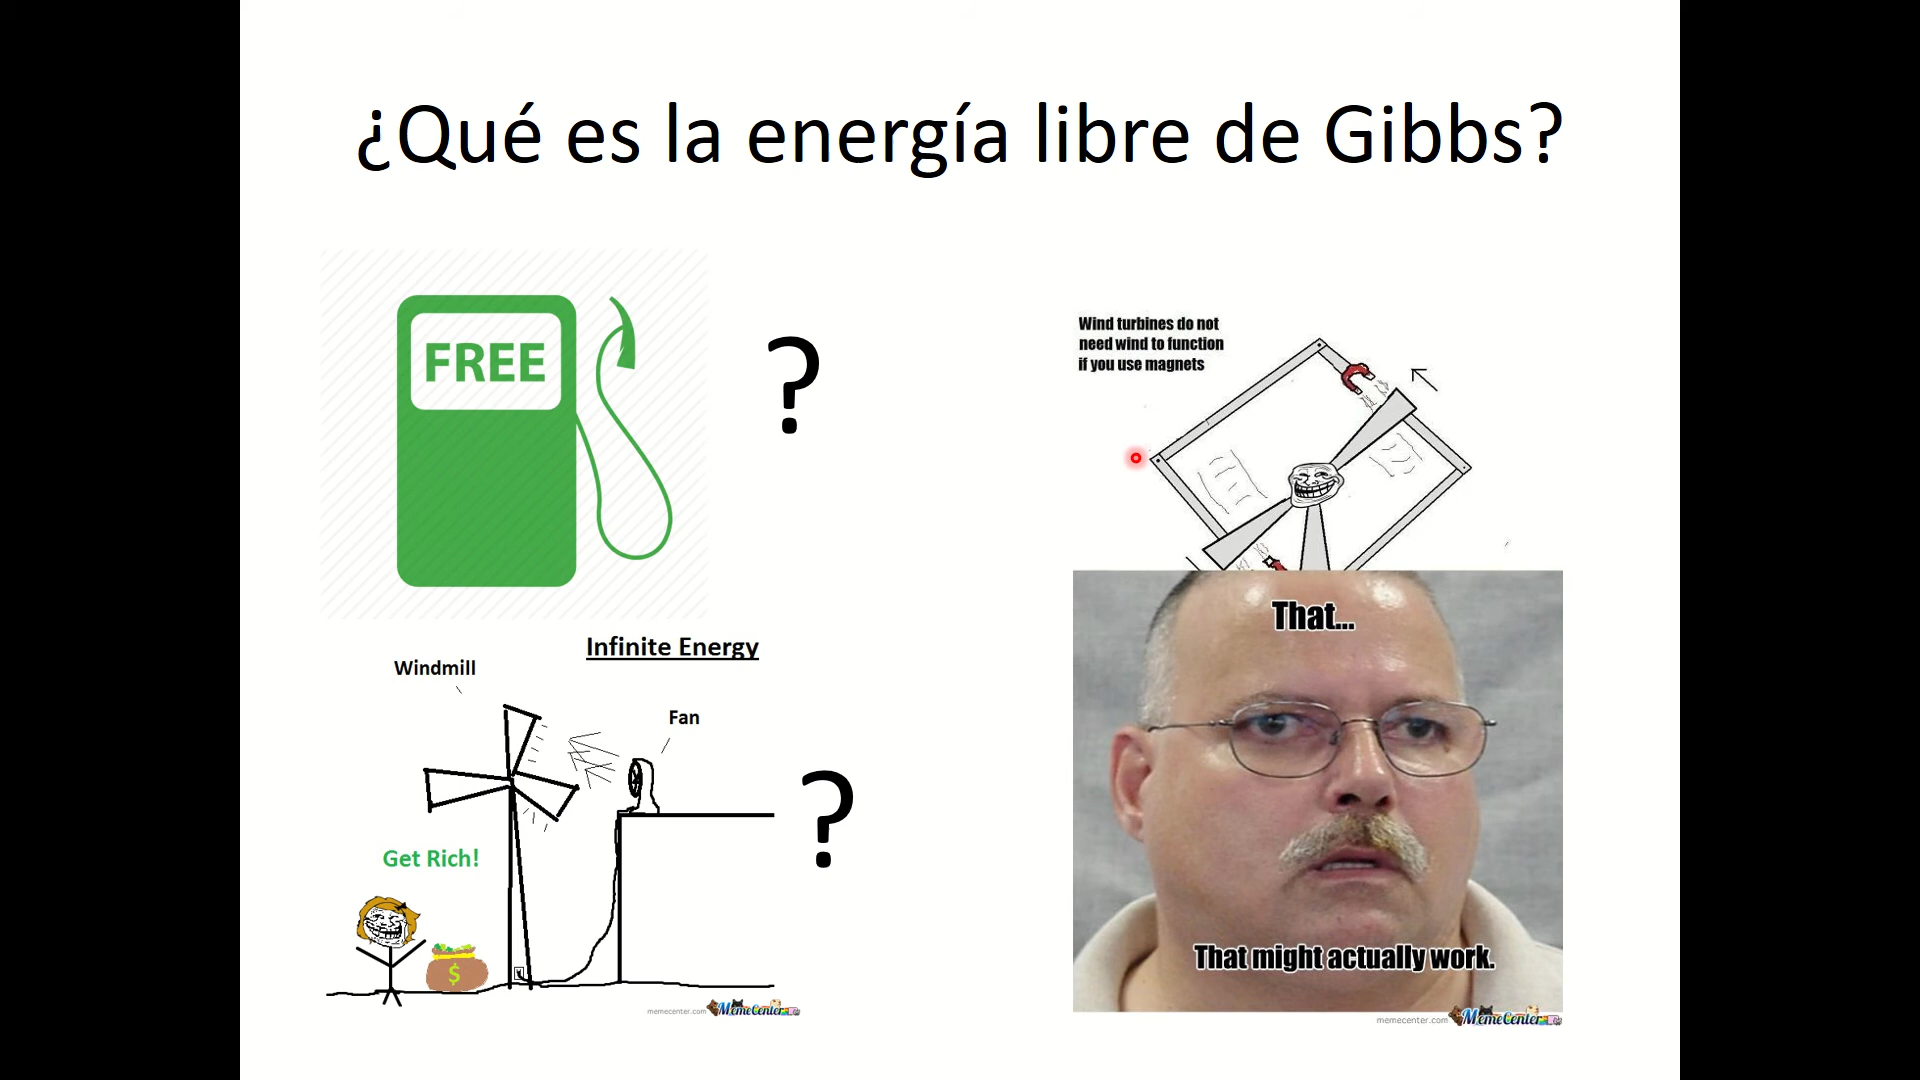 ¿Qué es la energía libre de Gibbs?
FREE
?
Wind turbines do not
need wind to function
if you use magnets
Infinite Energy
Windmill
Fan
?
Get Rich!
$
memecenter.com MemeCenter
That...
That might actually work.
memecenter.com MemeCenter